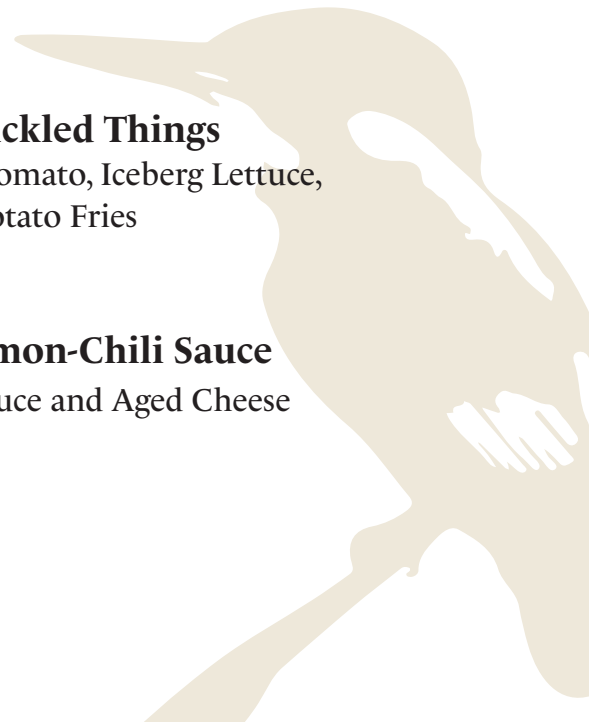 ckled Things
omato, Iceberg Lettuce,
otato Fries
mon-Chili Sauce
uce and Aged Cheese